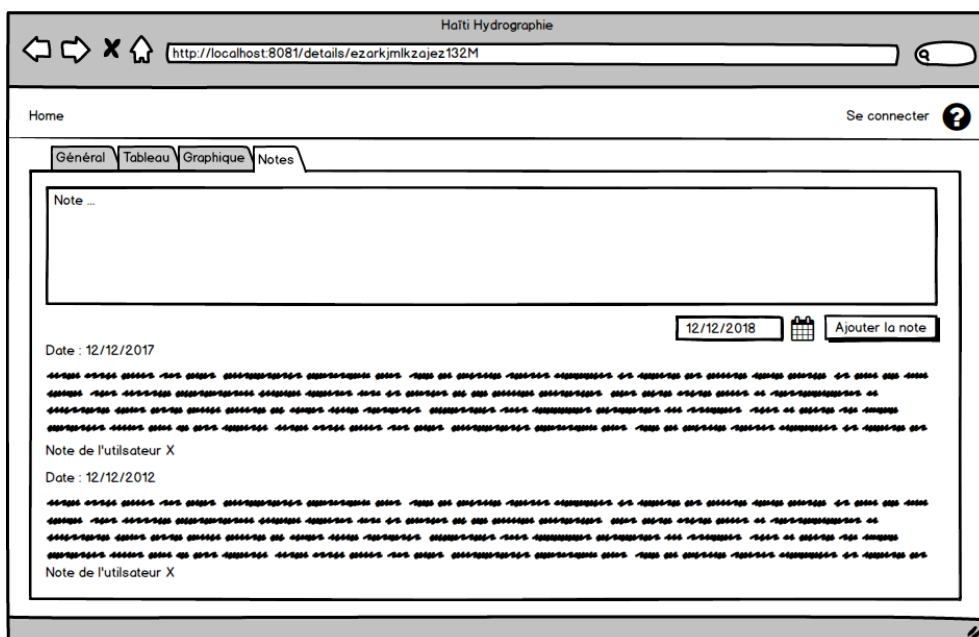 Haïti Hydrographie
http://localhost:8081/details/ezarkjmlkzajez132M
Home Se connecter ?
Général Tableau Graphique Notes
Note ...
12/12/2018 Ajouter la note
Date : 12/12/2017
Note de l'utilsateur X
Date : 12/12/2012
Note de l'utilsateur X